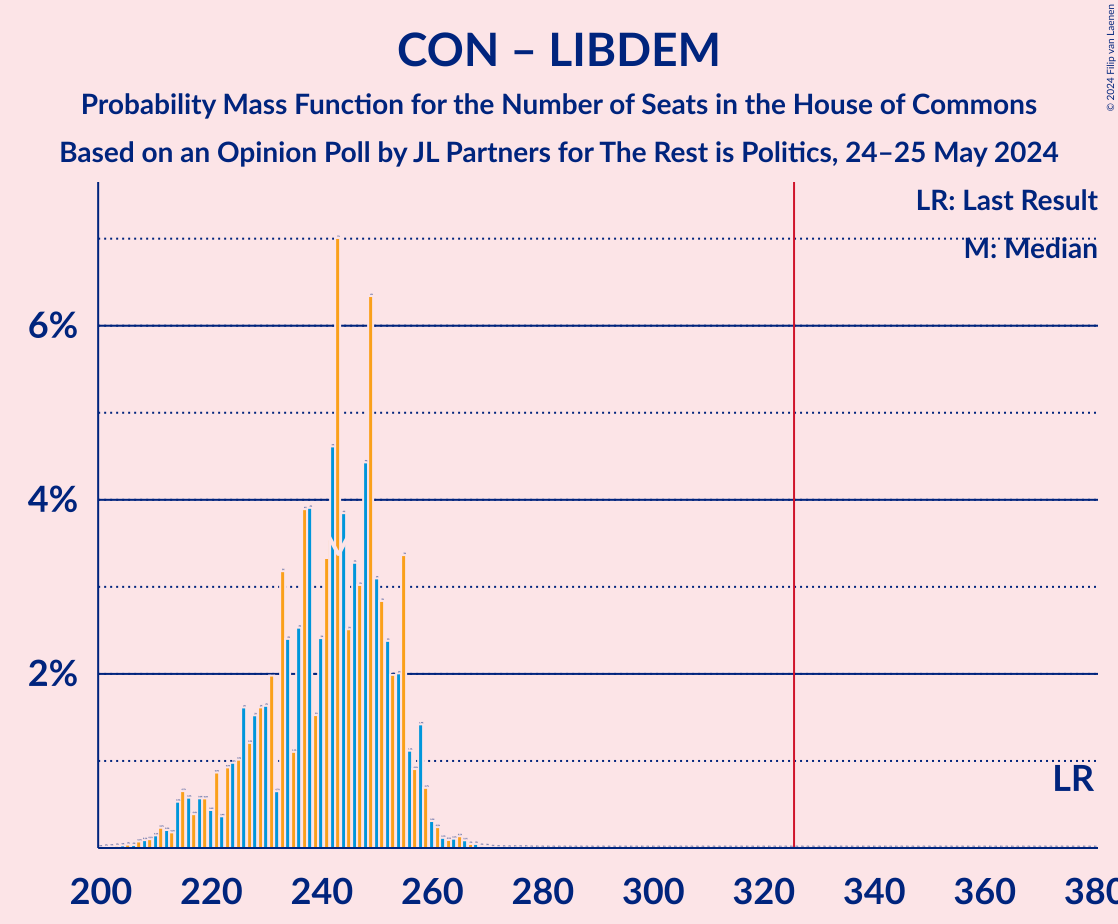 CON – LIBDEM
Probability Mass Function for the Number of Seats in the House of Commons
Based on an Opinion Poll by JL Partners for The Rest is Politics, 24–25 May 2024
© 2024 Filip van Laenen
LR: Last Result
M: Median
6%
4%
2%
M
LR
200 220 240 260 280 300 320 340 360 380